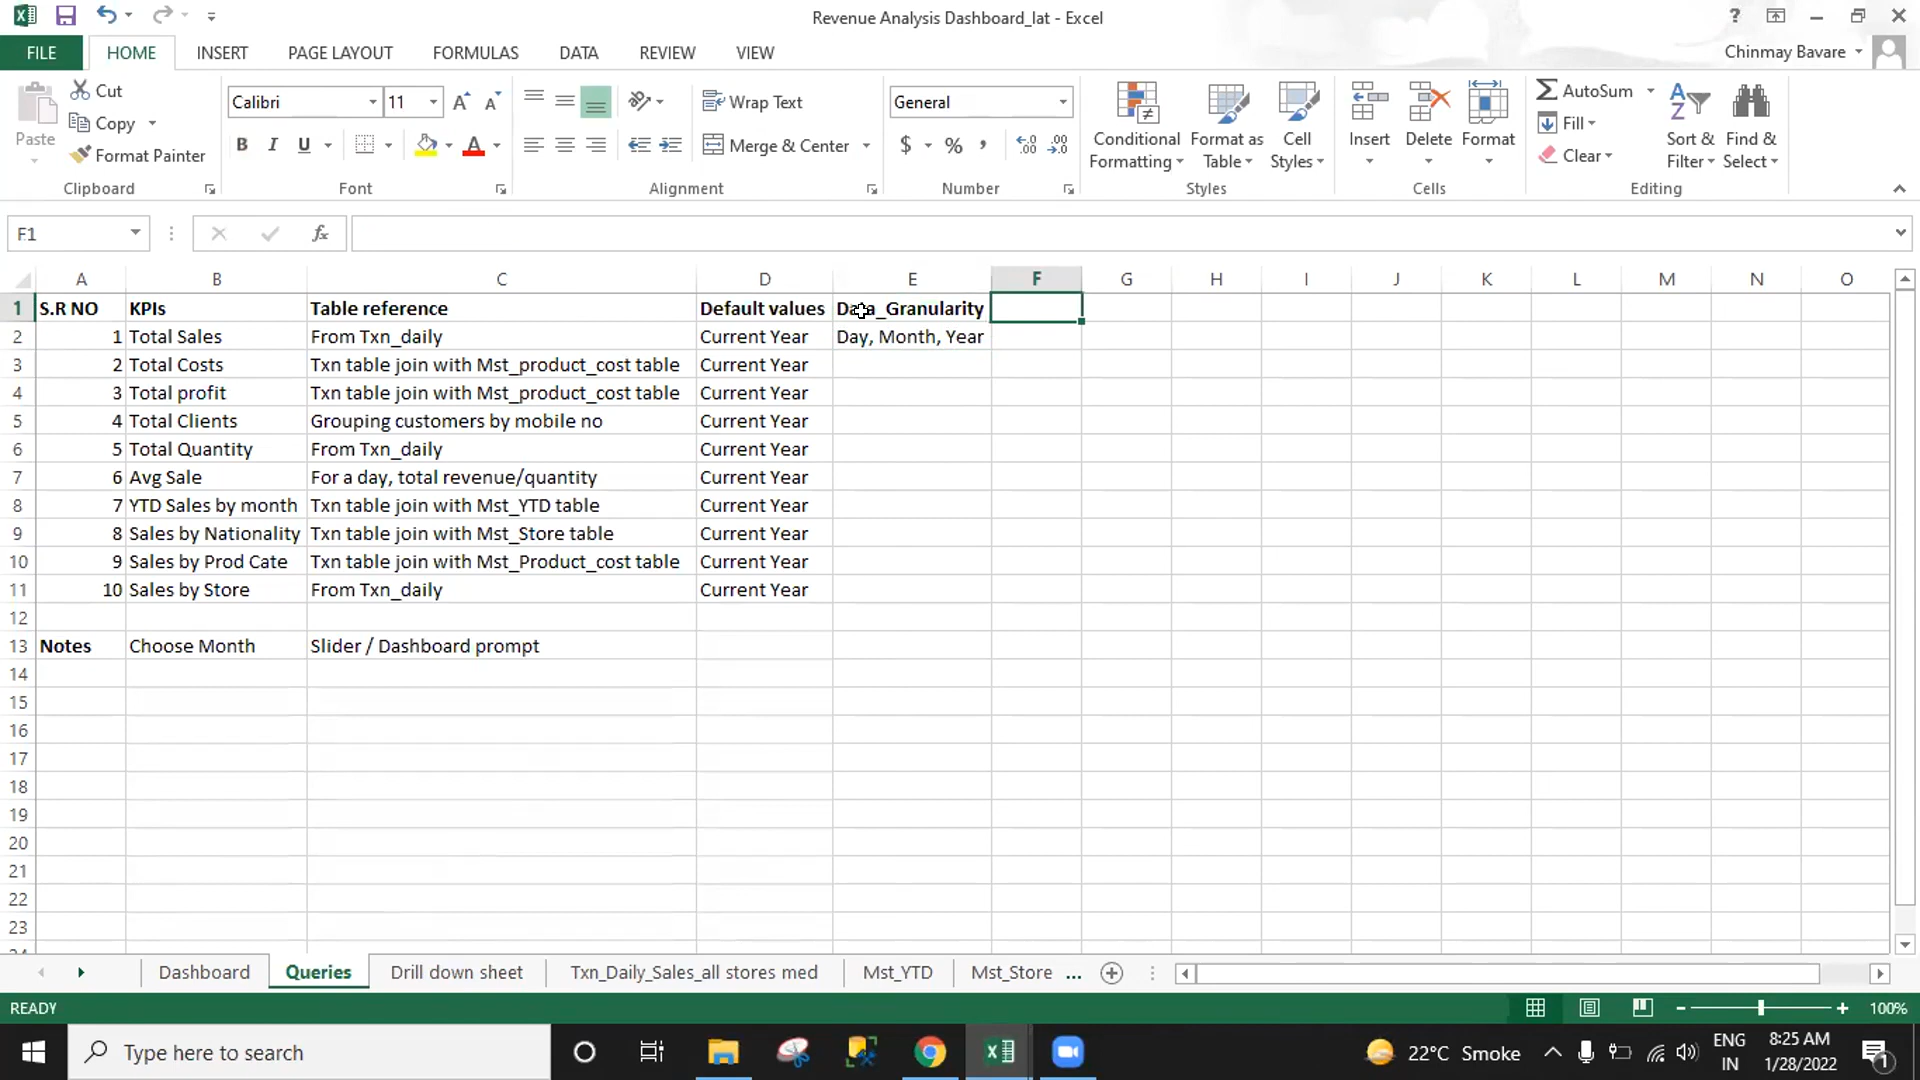 Revenue Analysis Dashboard_lat - Excel
?
FILE HOME INSERT PAGE LAYOUT FORMULAS DATA REVIEW VIEW
Chinmay Bavare
Paste
Cut
Copy
Format Painter
Clipboard
Calibri 11
B I U A
Font
Wrap Text
Merge & Center
Alignment
General
$ % ,
Number
Conditional Formatting
Format as Table
Cell Styles
Styles
Insert
Delete
Format
Cells
AutoSum
Fill
Clear
Sort & Filter
Find & Select
Editing
F1
fx
A B C D E F G H I J K L M N O
1 S.R NO KPIs Table reference Default values Data_Granularity
2 1 Total Sales From Txn_daily Current Year Day, Month, Year
3 2 Total Costs Txn table join with Mst_product_cost table Current Year
4 3 Total profit Txn table join with Mst_product_cost table Current Year
5 4 Total Clients Grouping customers by mobile no Current Year
6 5 Total Quantity From Txn_daily Current Year
7 6 Avg Sale For a day, total revenue/quantity Current Year
8 7 YTD Sales by month Txn table join with Mst_YTD table Current Year
9 8 Sales by Nationality Txn table join with Mst_Store table Current Year
10 9 Sales by Prod Cate Txn table join with Mst_Product_cost table Current Year
11 10 Sales by Store From Txn_daily Current Year
12
13 Notes Choose Month Slider / Dashboard prompt
14
15
16
17
18
19
20
21
22
23
Dashboard Queries Drill down sheet Txn_Daily_Sales_all stores med Mst_YTD Mst_Store ...
READY
100%
Type here to search
22°C Smoke
ENG
IN
8:25 AM
1/28/2022
1